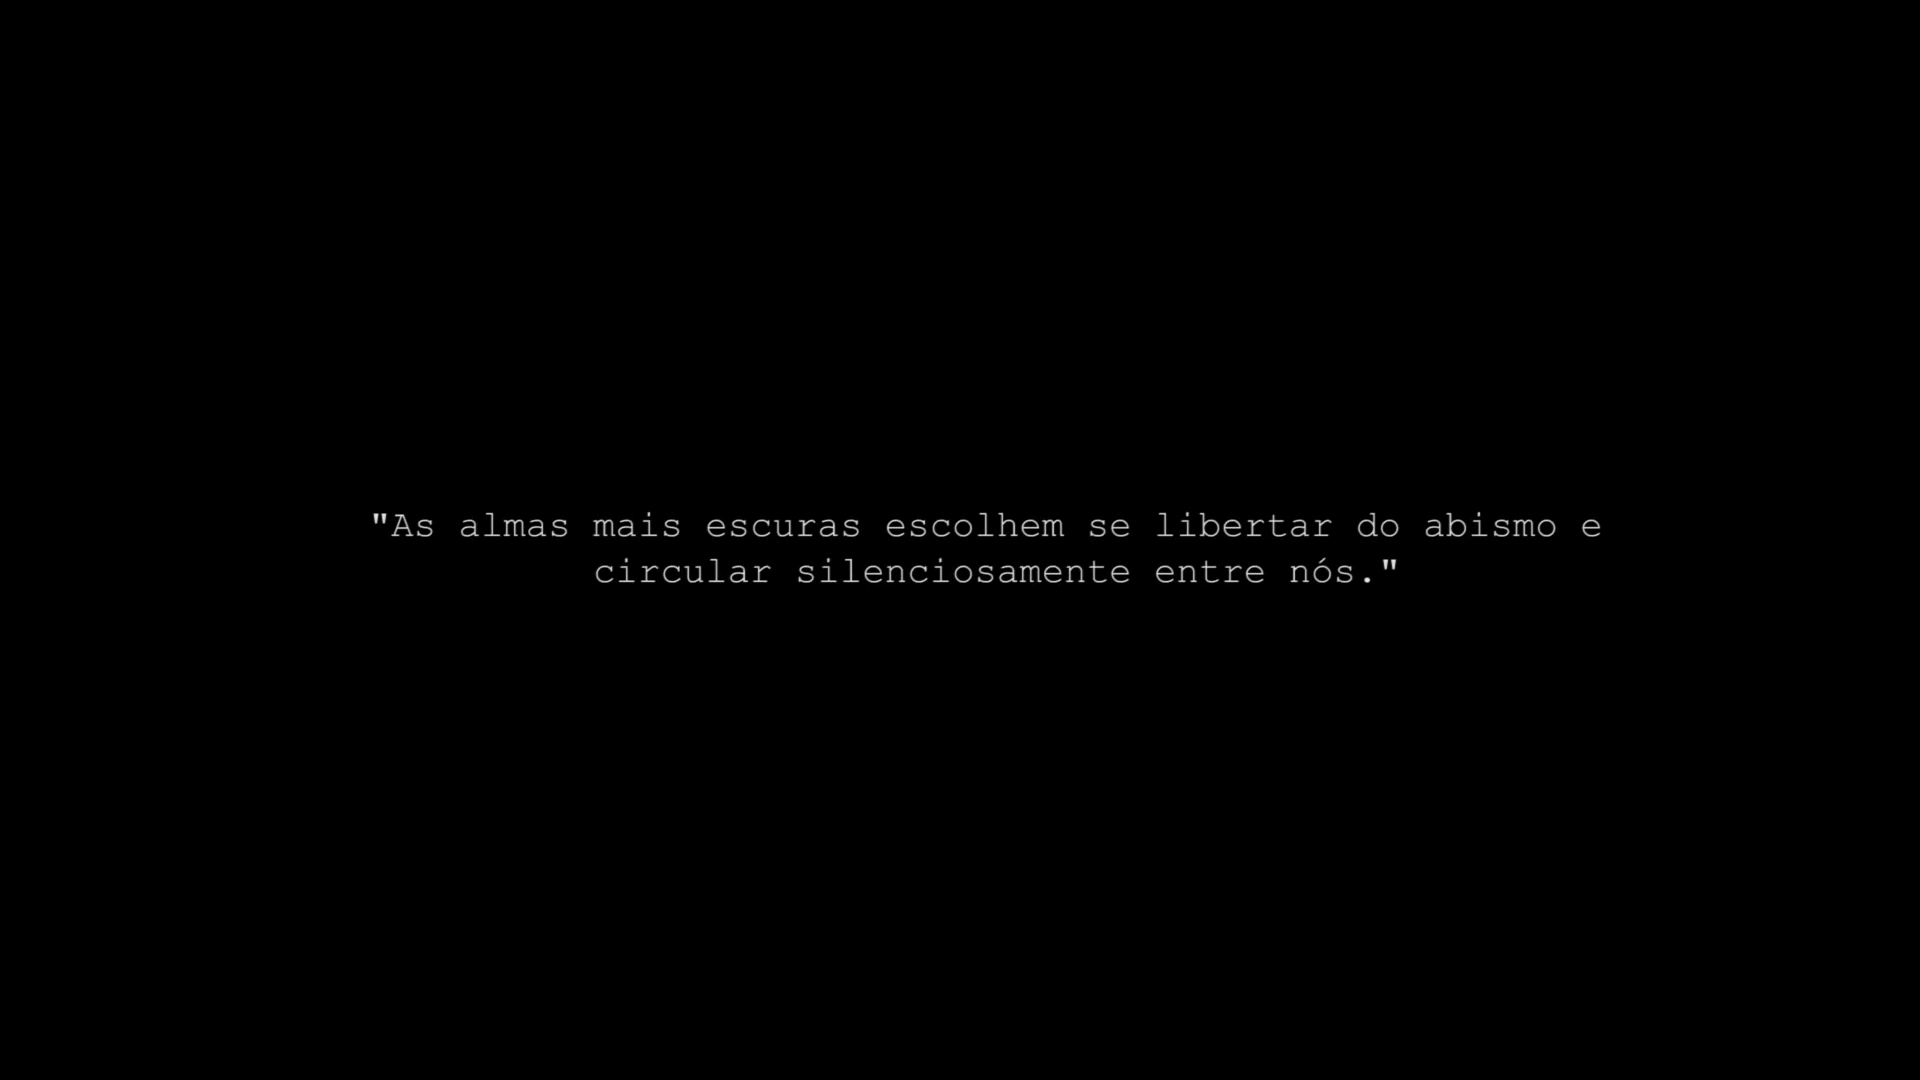 "As almas mais escuras escolhem se libertar do abismo e
circular silenciosamente entre nós."